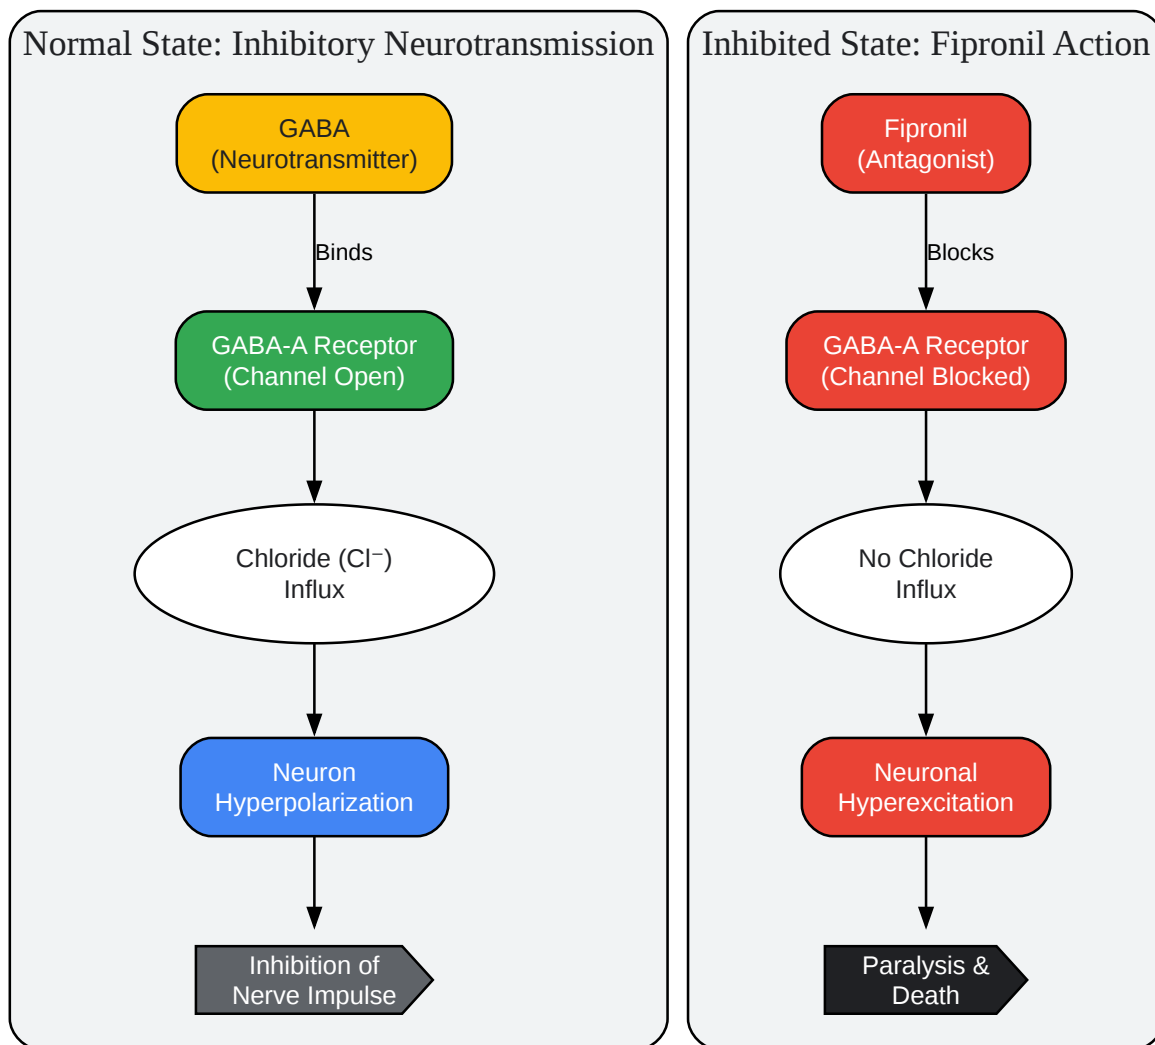 Normal State: Inhibitory Neurotransmission
GABA
(Neurotransmitter)
Binds
GABA-A Receptor
(Channel Open)
Chloride (Cl⁻)
Influx
Neuron
Hyperpolarization
Inhibition of
Nerve Impulse
Inhibited State: Fipronil Action
Fipronil
(Antagonist)
Blocks
GABA-A Receptor
(Channel Blocked)
No Chloride
Influx
Neuronal
Hyperexcitation
Paralysis &
Death